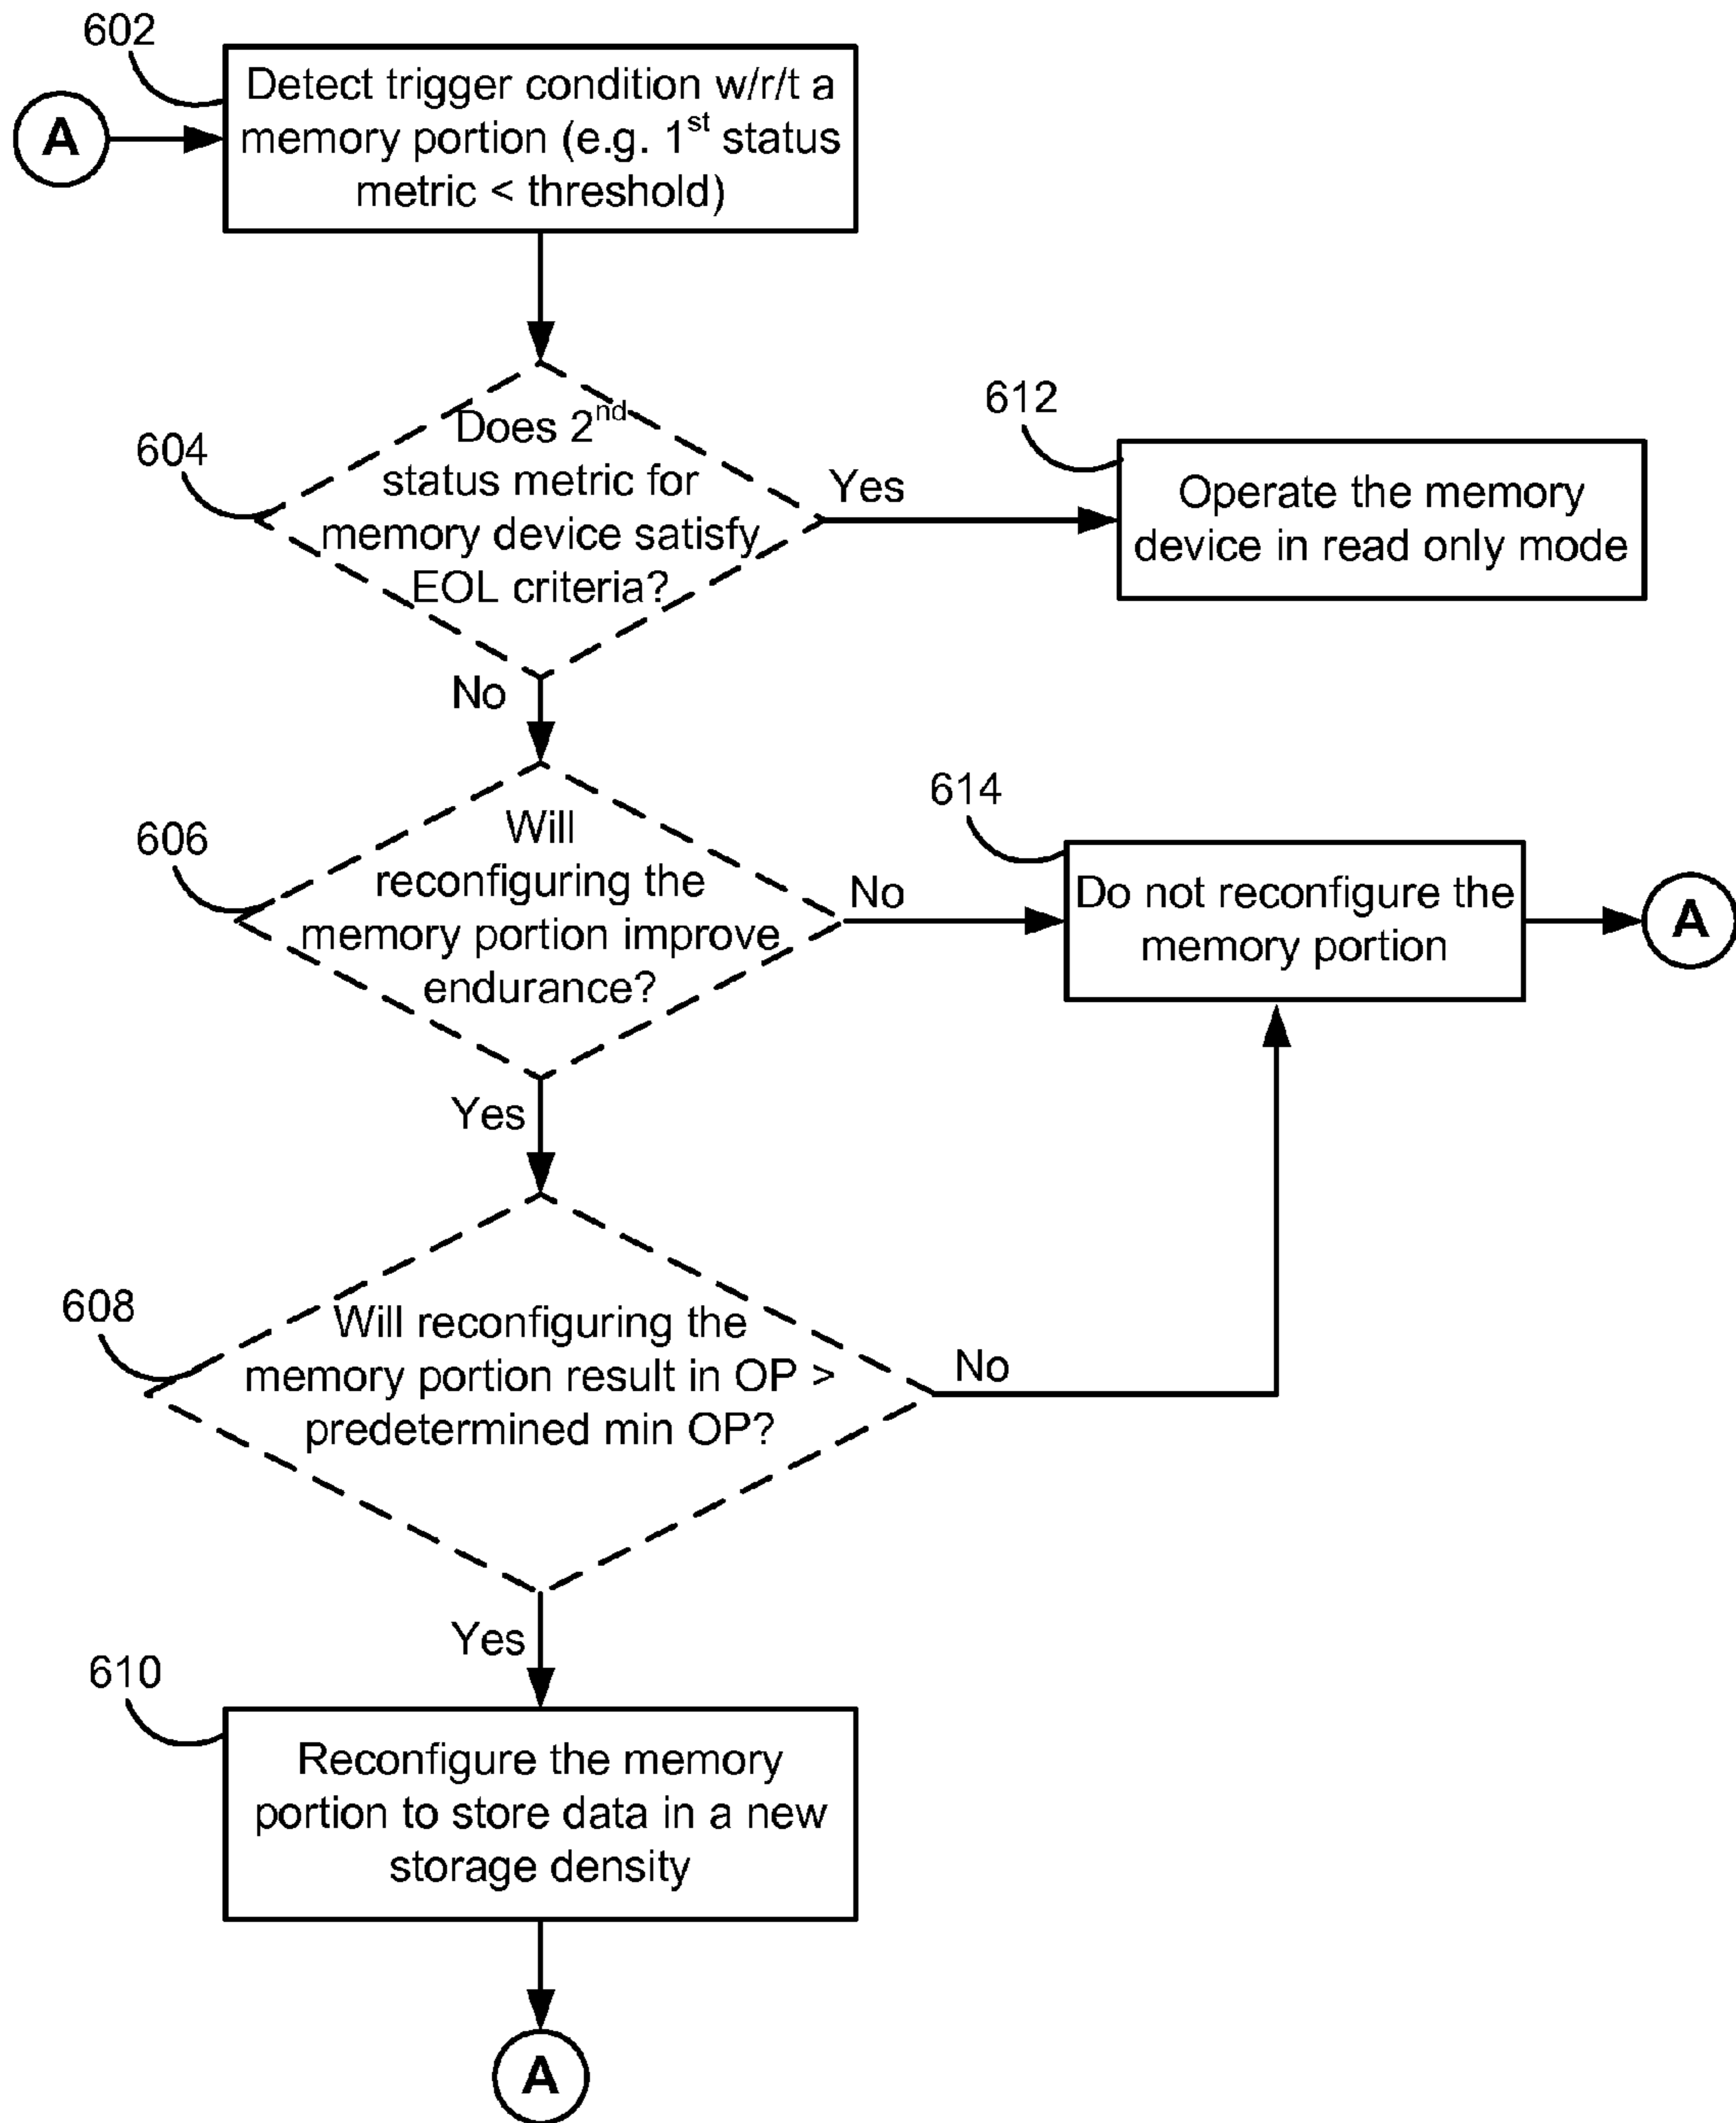 602
A
Detect trigger condition w/r/t a
memory portion (e.g. 1st status
metric < threshold)
604
Does 2nd
status metric for
memory device satisfy
EOL criteria?
Yes
612
Operate the memory
device in read only mode
No
606
Will
reconfiguring the
memory portion improve
endurance?
No
614
Do not reconfigure the
memory portion
A
Yes
608
Will reconfiguring the
memory portion result in OP >
predetermined min OP?
No
Yes
610
Reconfigure the memory
portion to store data in a new
storage density
A